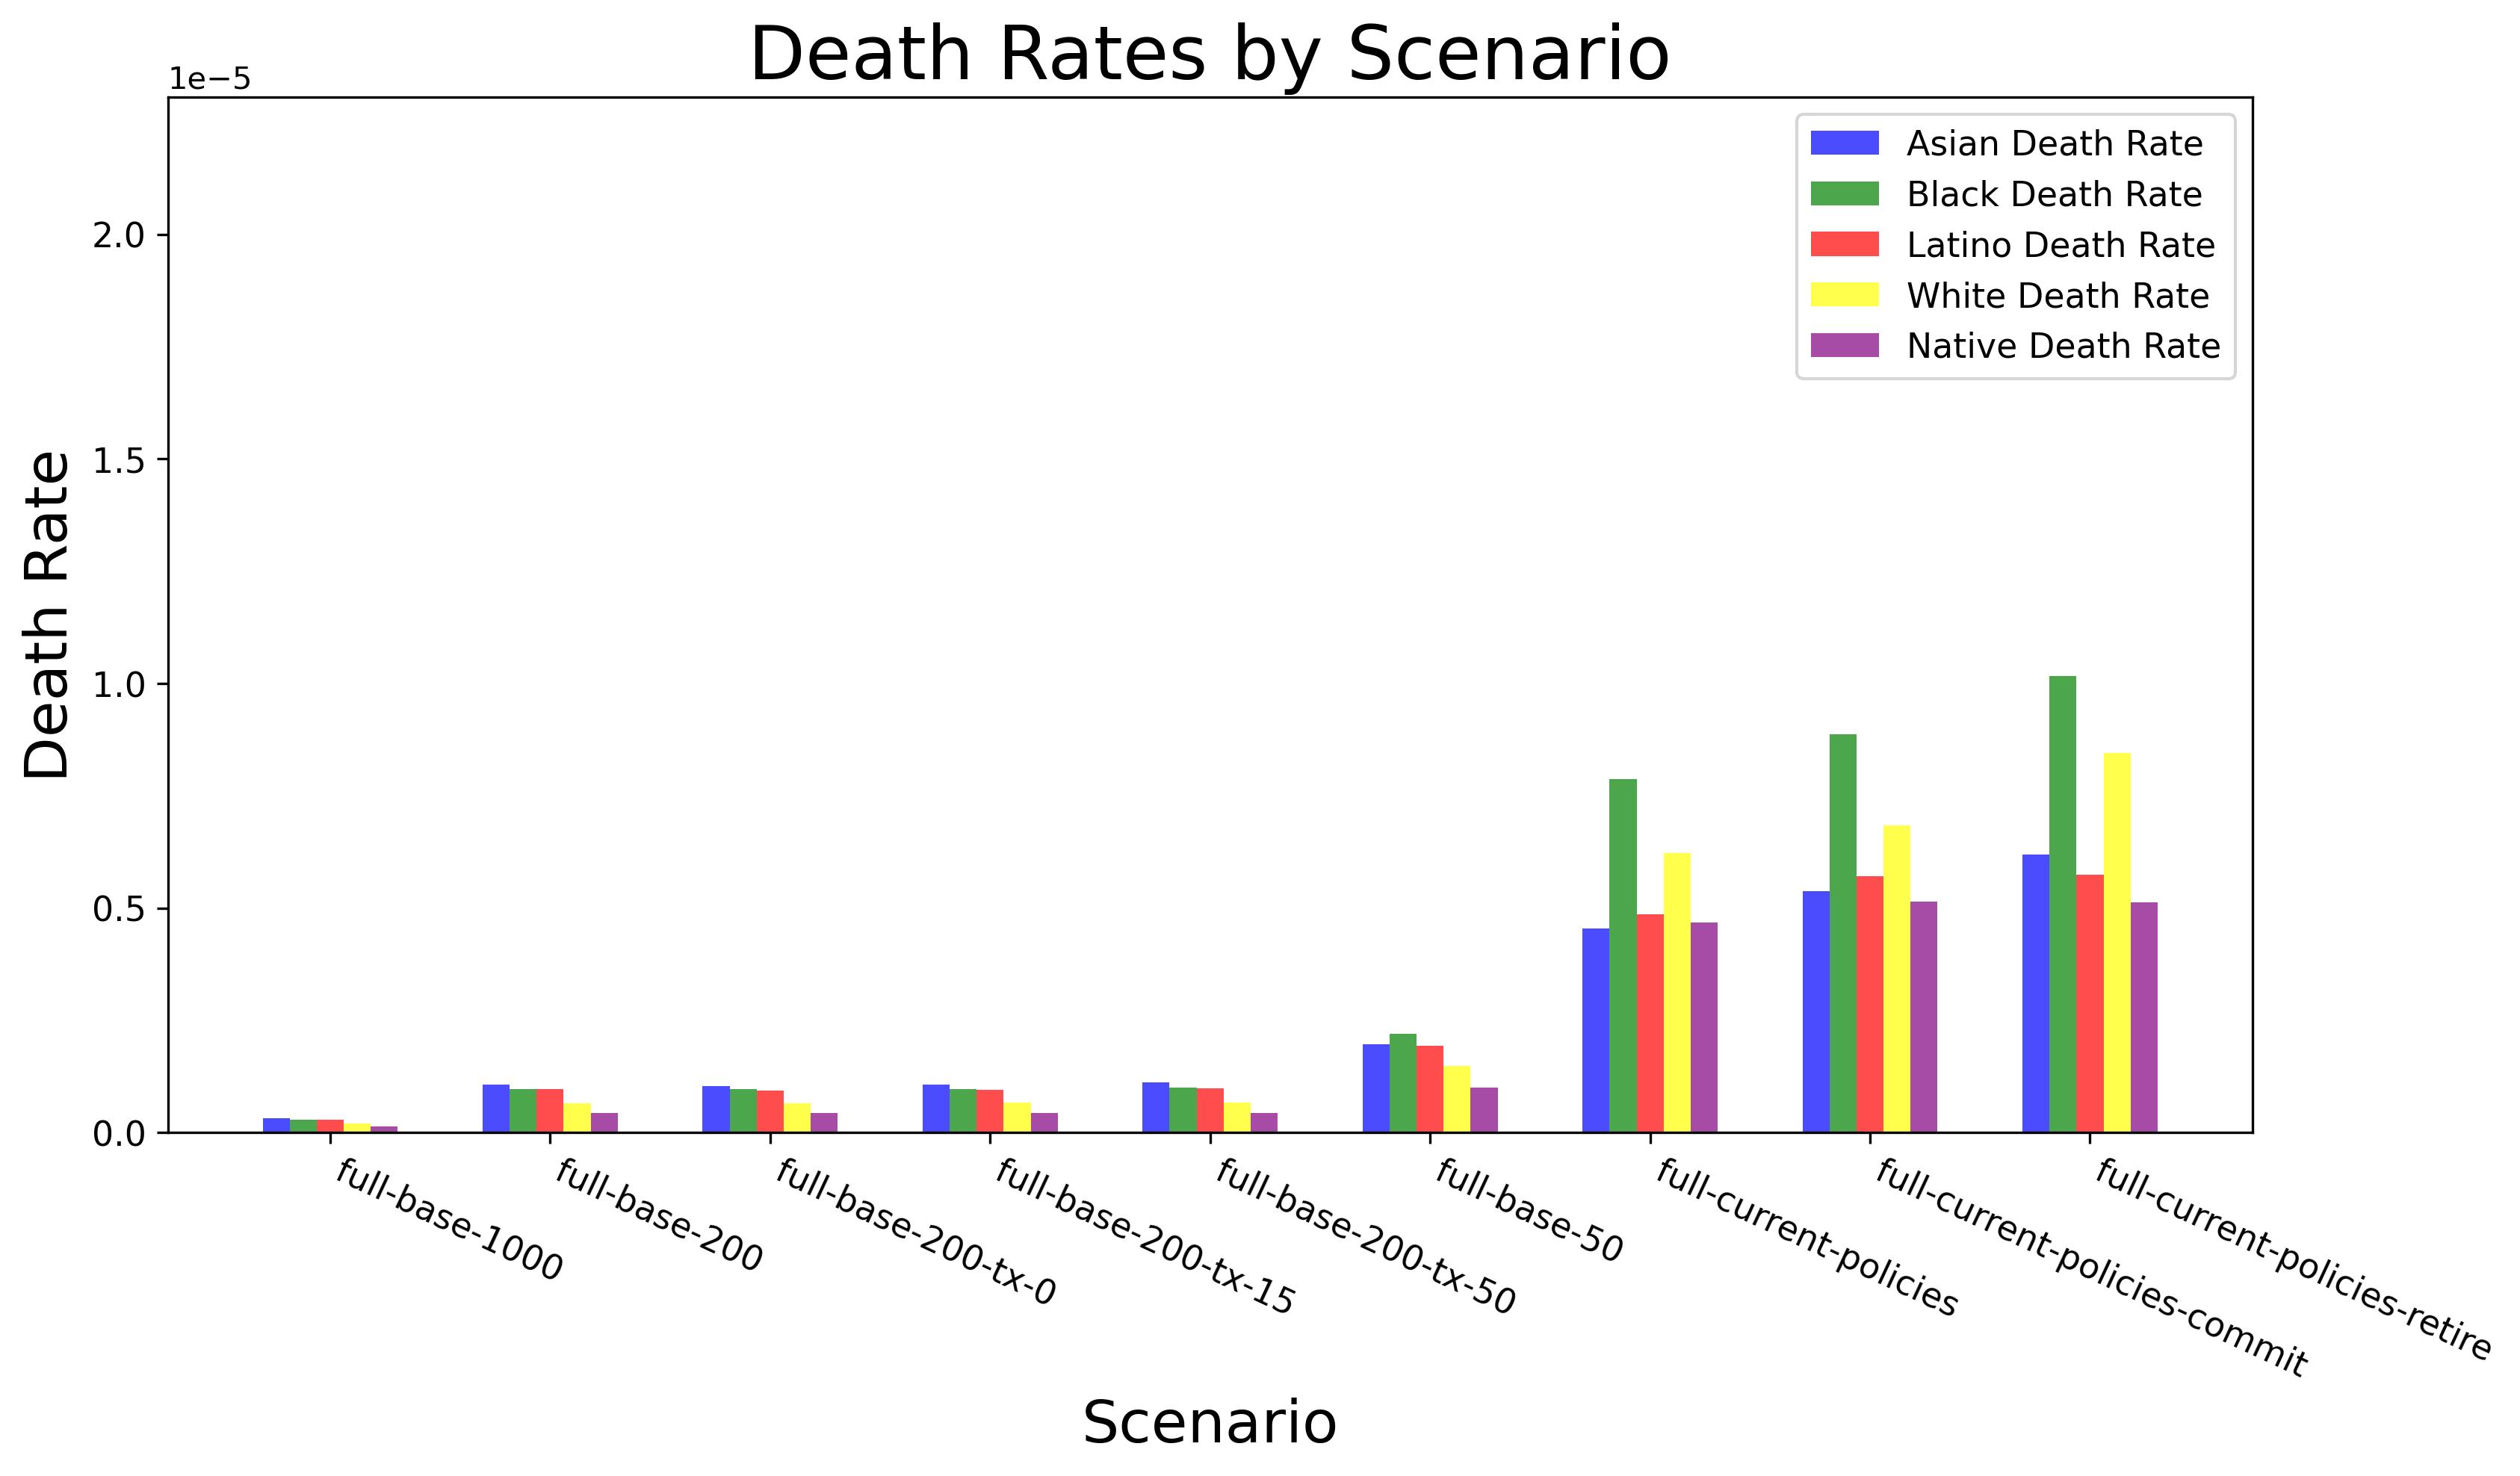 Death Rates by Scenario
1e−5
Asian Death Rate
Black Death Rate
Latino Death Rate
White Death Rate
Native Death Rate
Death Rate
2.0
1.5
1.0
0.5
0.0
full-base-1000
full-base-200
full-base-200-tx-0
full-base-200-tx-15
full-base-200-tx-50
full-base-50
full-current-policies
full-current-policies-commit
full-current-policies-retire
Scenario